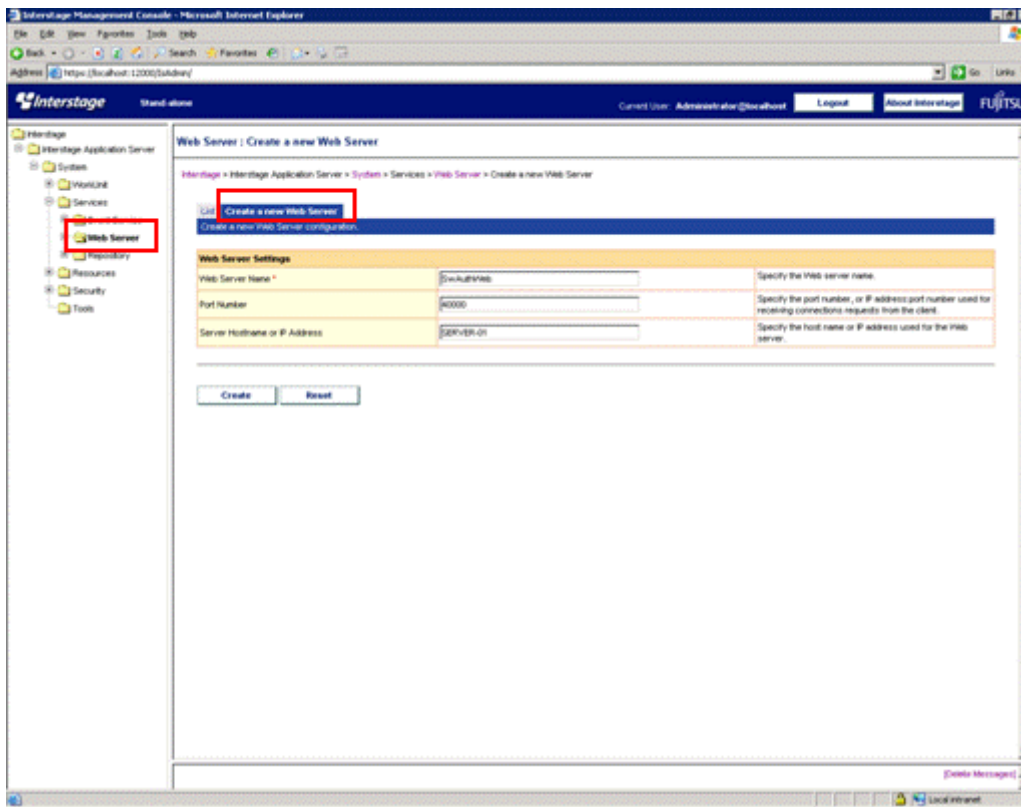 Interstage Management Console - Microsoft Internet Explorer
File Edit View Favorites Tools Help
Back Search Favorites
Address https://localhost:12000/IsAdmin/ Go Links
Interstage Stand-alone Current User: Administrator@localhost Logout About Interstage FUJITSU
Interstage
Interstage Application Server
System
WorkUnit
Services
Web Server
Repository
Resources
Security
Tools
Web Server : Create a new Web Server
Interstage > Interstage Application Server > System > Services > Web Server > Create a new Web Server
List Create a new Web Server
Create a new Web Server configuration.
Web Server Settings
Web Server Name * SwAuthWeb Specify the Web server name.
Port Number 40000 Specify the port number, or IP address:port number used for
receiving connections requests from the client.
Server Hostname or IP Address SERVER-01 Specify the host name or IP address used for the Web
server.
Create Reset
[Delete Messages]
Local intranet